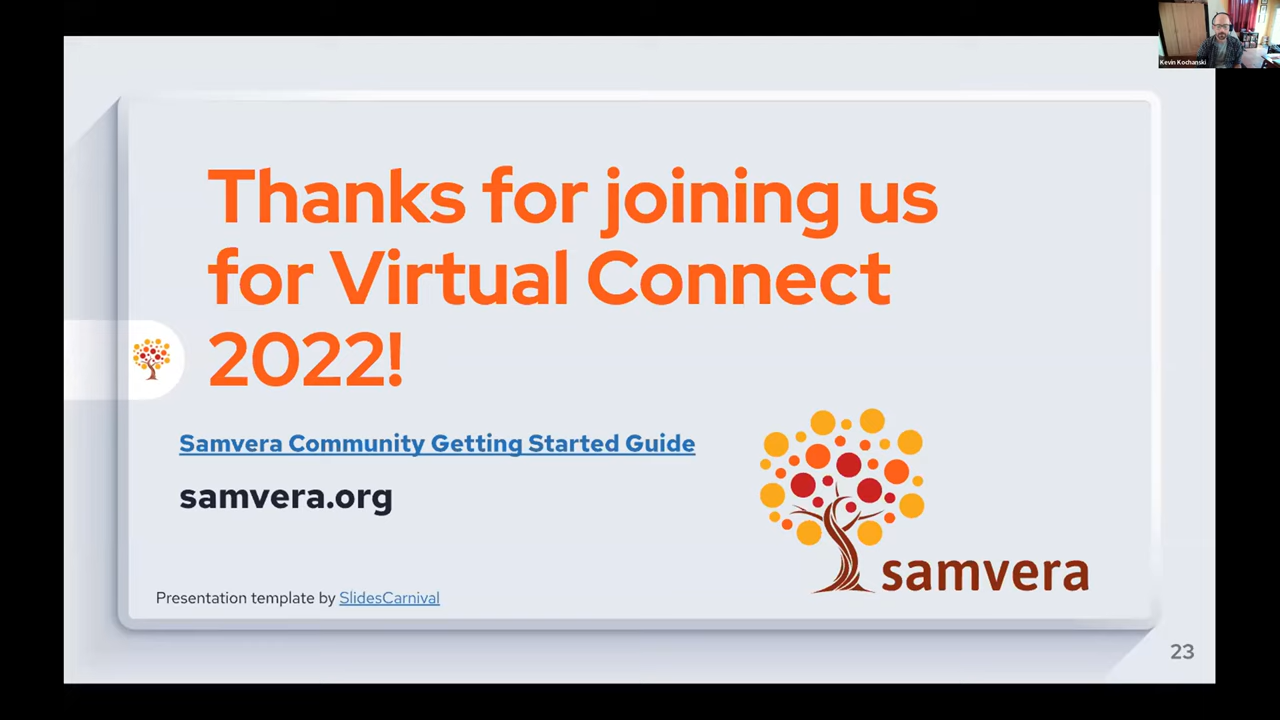 Kevin Kochanski
Thanks for joining us
for Virtual Connect
2022!
Samvera Community Getting Started Guide
samvera.org
samvera
Presentation template by SlidesCarnival
23